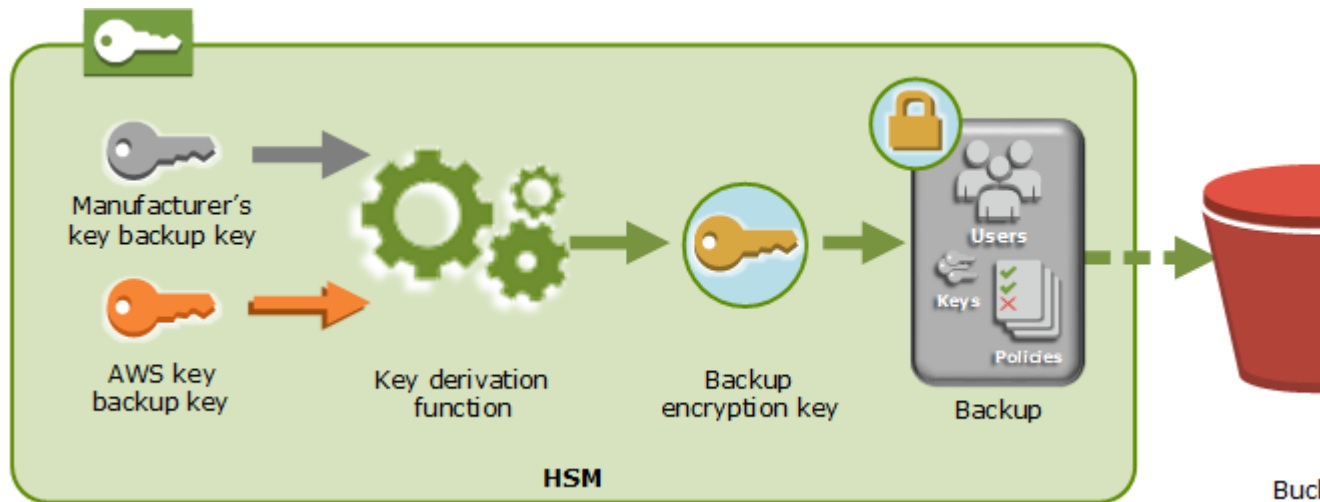 Manufacturer's
key backup key
AWS key
backup key
Key derivation
function
Backup
encryption key
Users
Keys
Policies
Backup
HSM